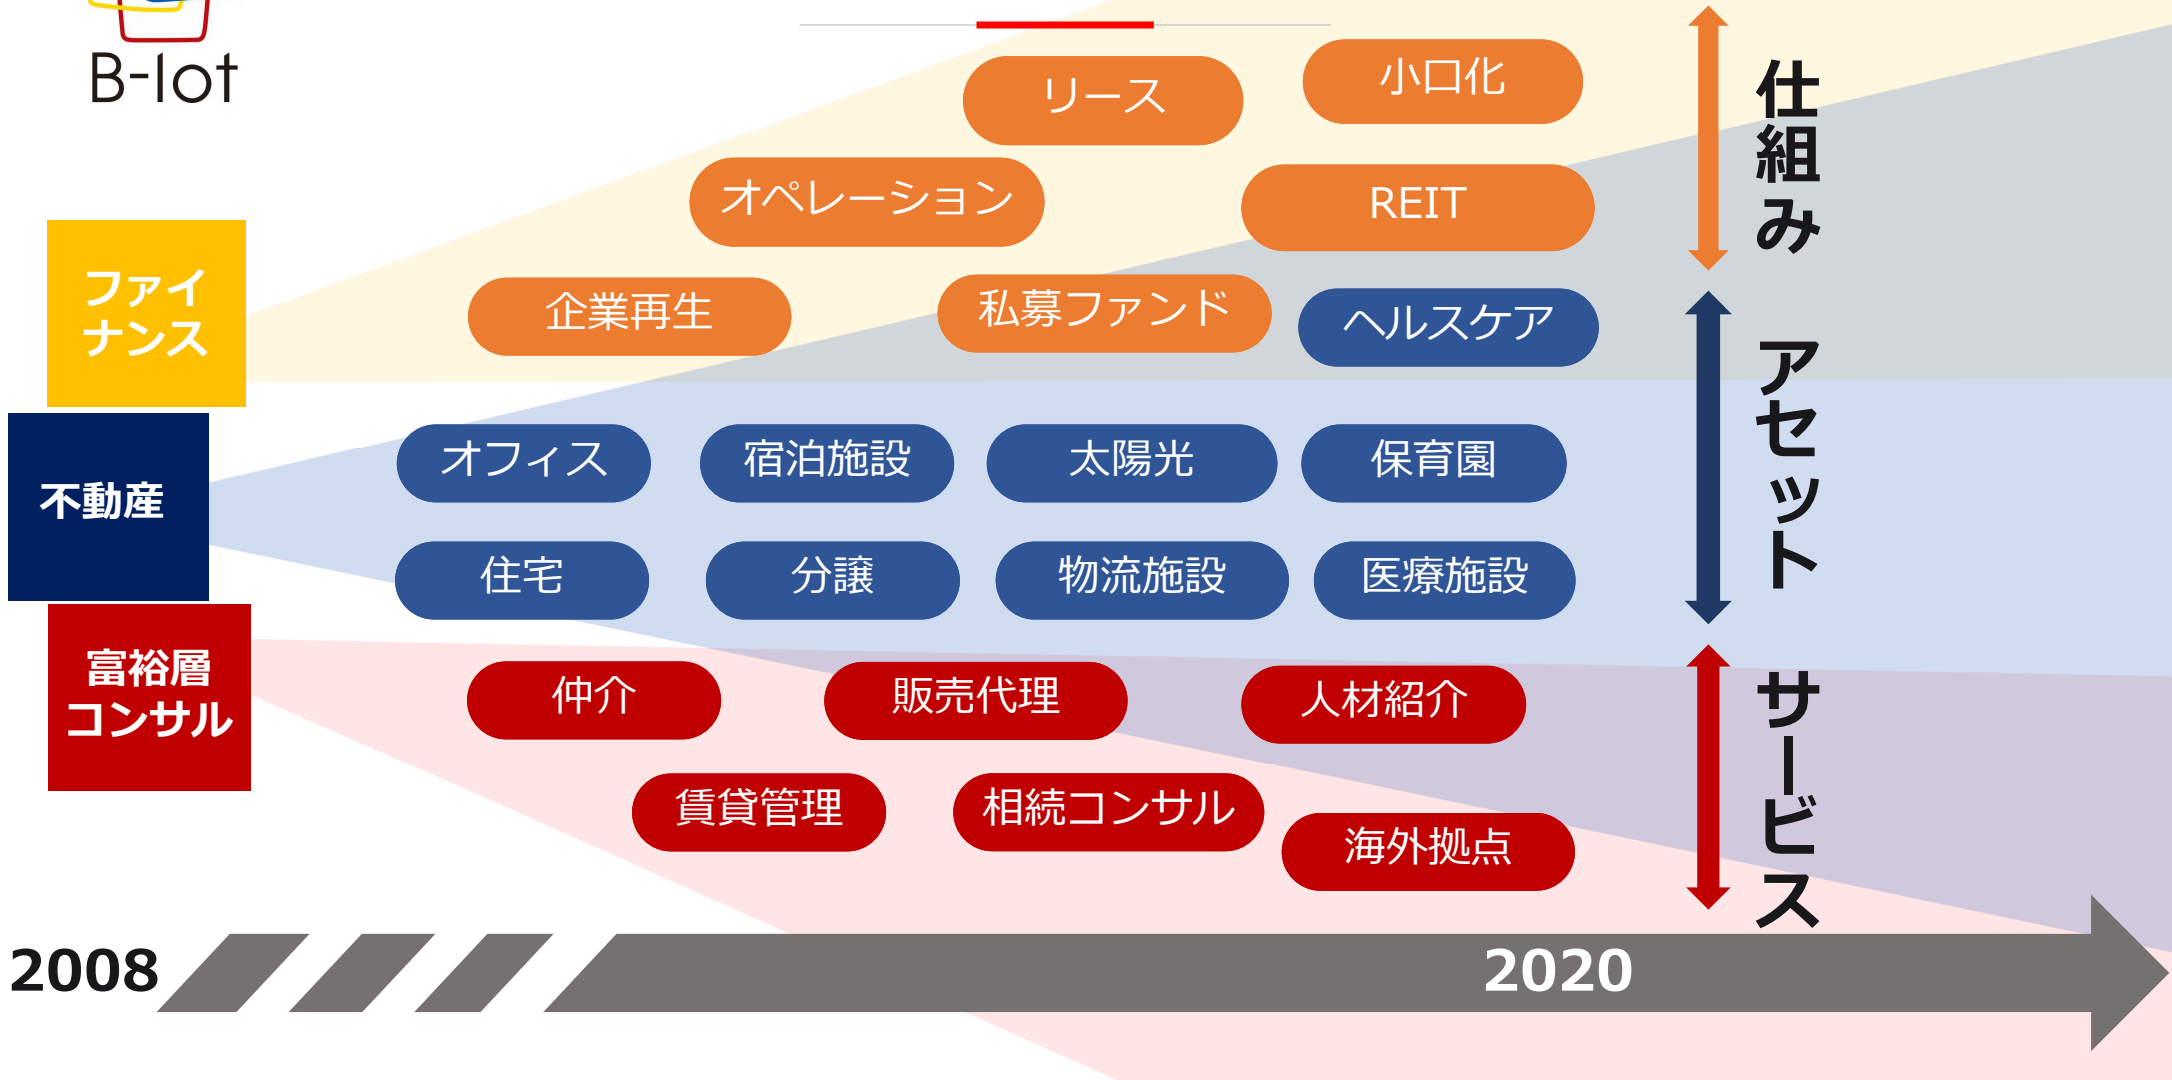 B-lot
リース
小口化
オペレーション
REIT
企業再生
私募ファンド
ヘルスケア
仕組み
ファイ
ナンス
オフィス
宿泊施設
太陽光
保育園
アセット
不動産
住宅
分譲
物流施設
医療施設
富裕層
コンサル
仲介
販売代理
人材紹介
サービス
賃貸管理
相続コンサル
海外拠点
2008
2020